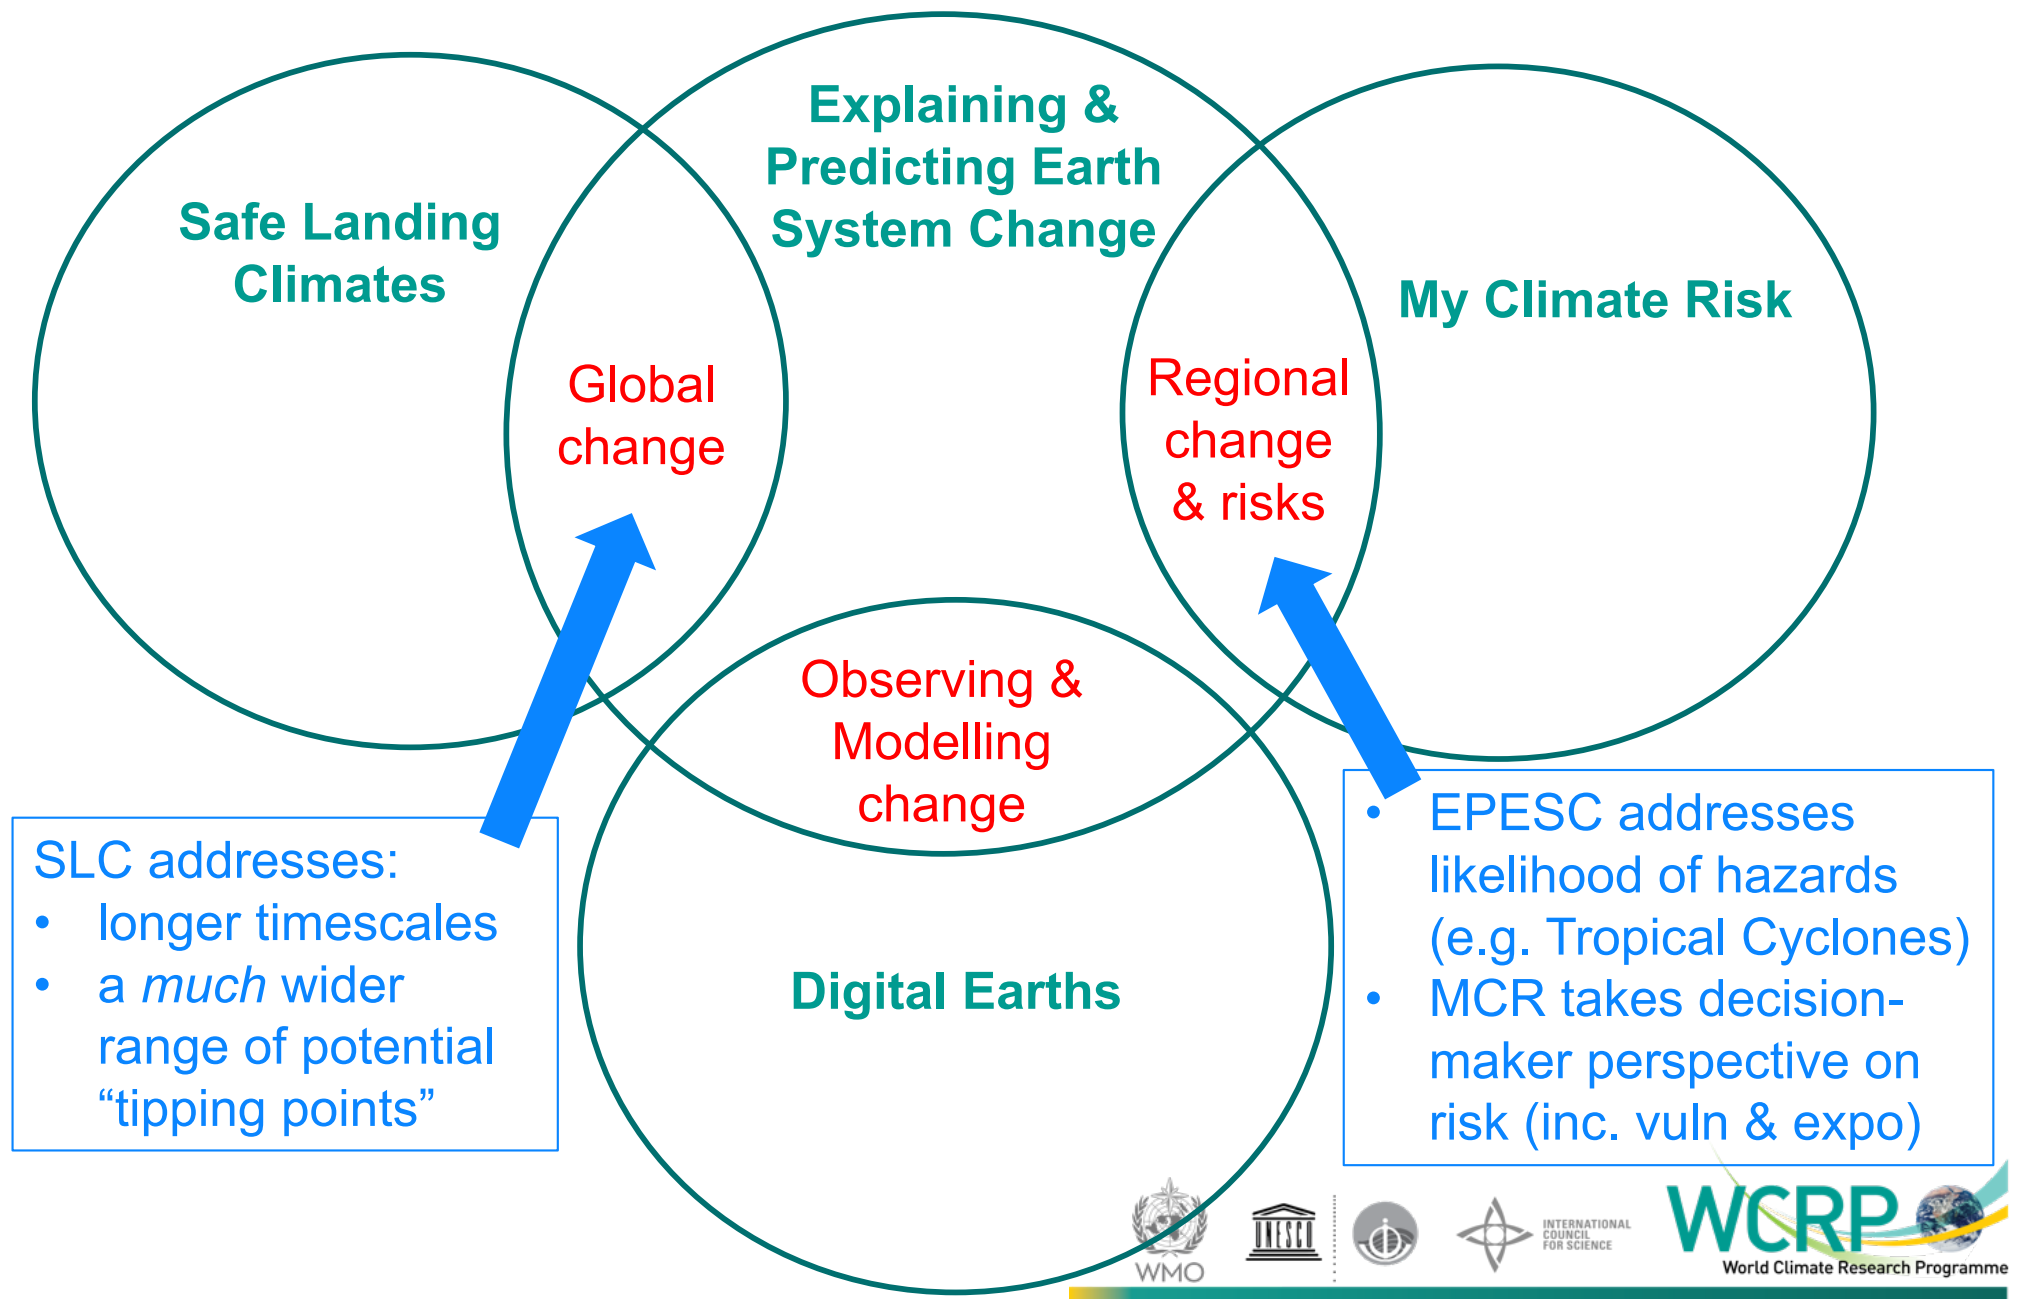 Explaining &
Predicting Earth
System Change
Safe Landing
Climates
My Climate Risk
Global
change
Regional
change
& risks
Observing &
Modelling
change
Digital Earths
SLC addresses:
• longer timescales
• a much wider
range of potential
“tipping points”
• EPESC addresses
likelihood of hazards
(e.g. Tropical Cyclones)
• MCR takes decision-
maker perspective on
risk (inc. vuln & expo)
WMO
UNESCO
INTERNATIONAL
COUNCIL
FOR SCIENCE
WCRP
World Climate Research Programme